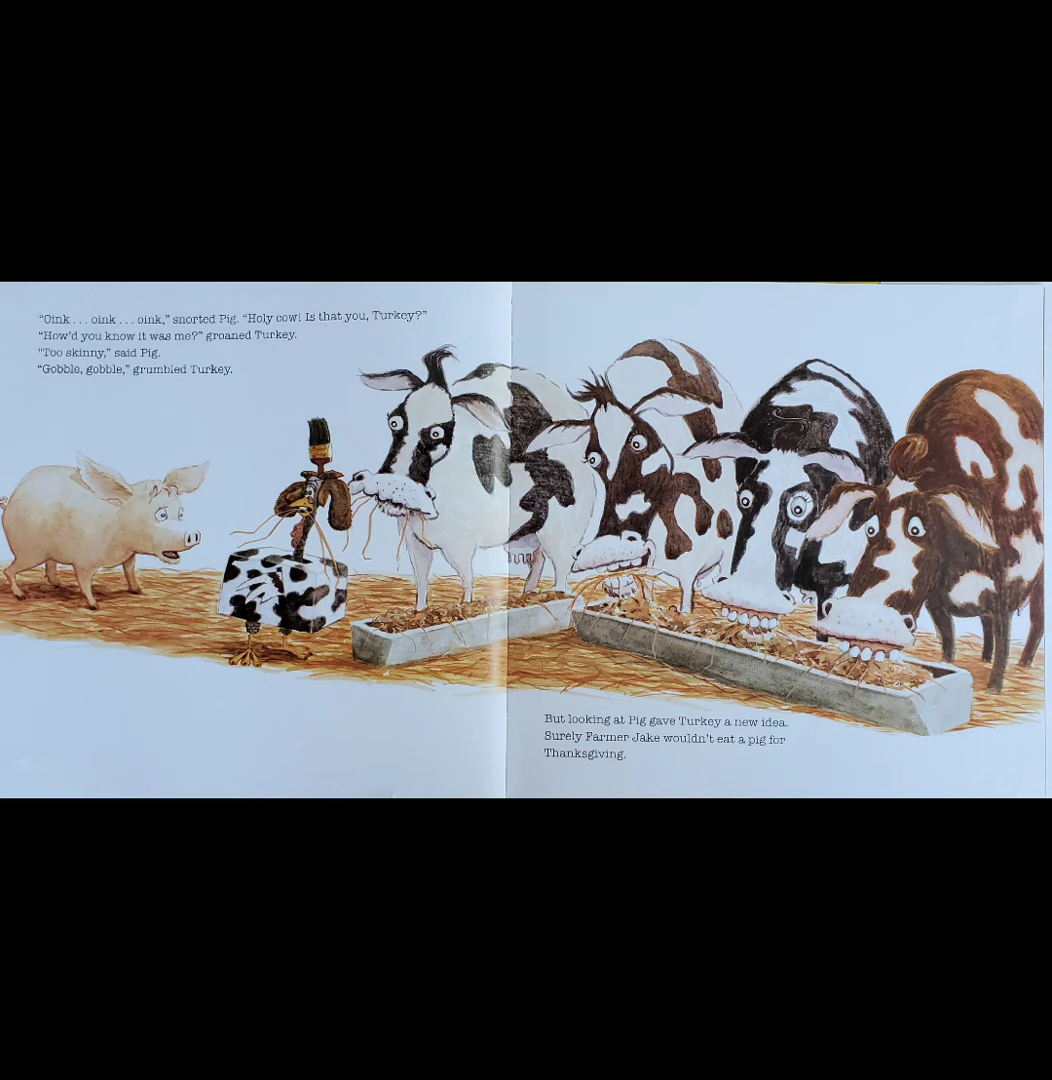 “Oink . . . oink . . . oink,” snorted Pig. “Holy cow! Is that you, Turkey?”
“How’d you know it was me?” groaned Turkey.
“Too skinny,” said Pig.
“Gobble, gobble,” grumbled Turkey.
But looking at Pig gave Turkey a new idea.
Surely Farmer Jake wouldn’t eat a pig for
Thanksgiving.